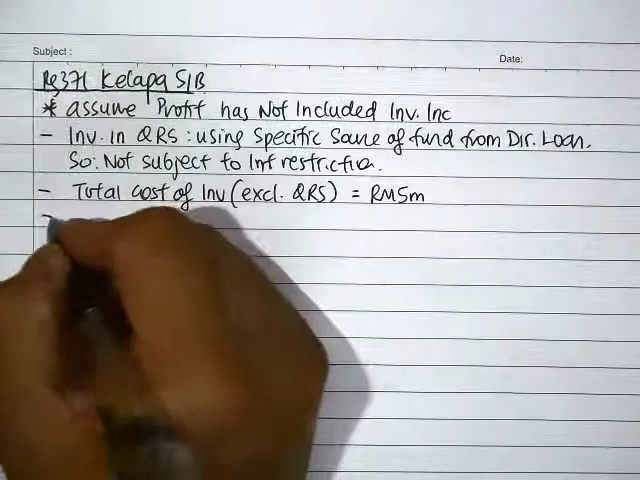 Subject :
Date:
Pg371 Kelapa S/B
* assume Profit has Not Included Inv. Inc
- Inv. in QRS : using Specific Source of fund from Dir. Loan.
So: Not subject to Int restriction.
- Total cost of Inv (excl. QRS) = RM5m